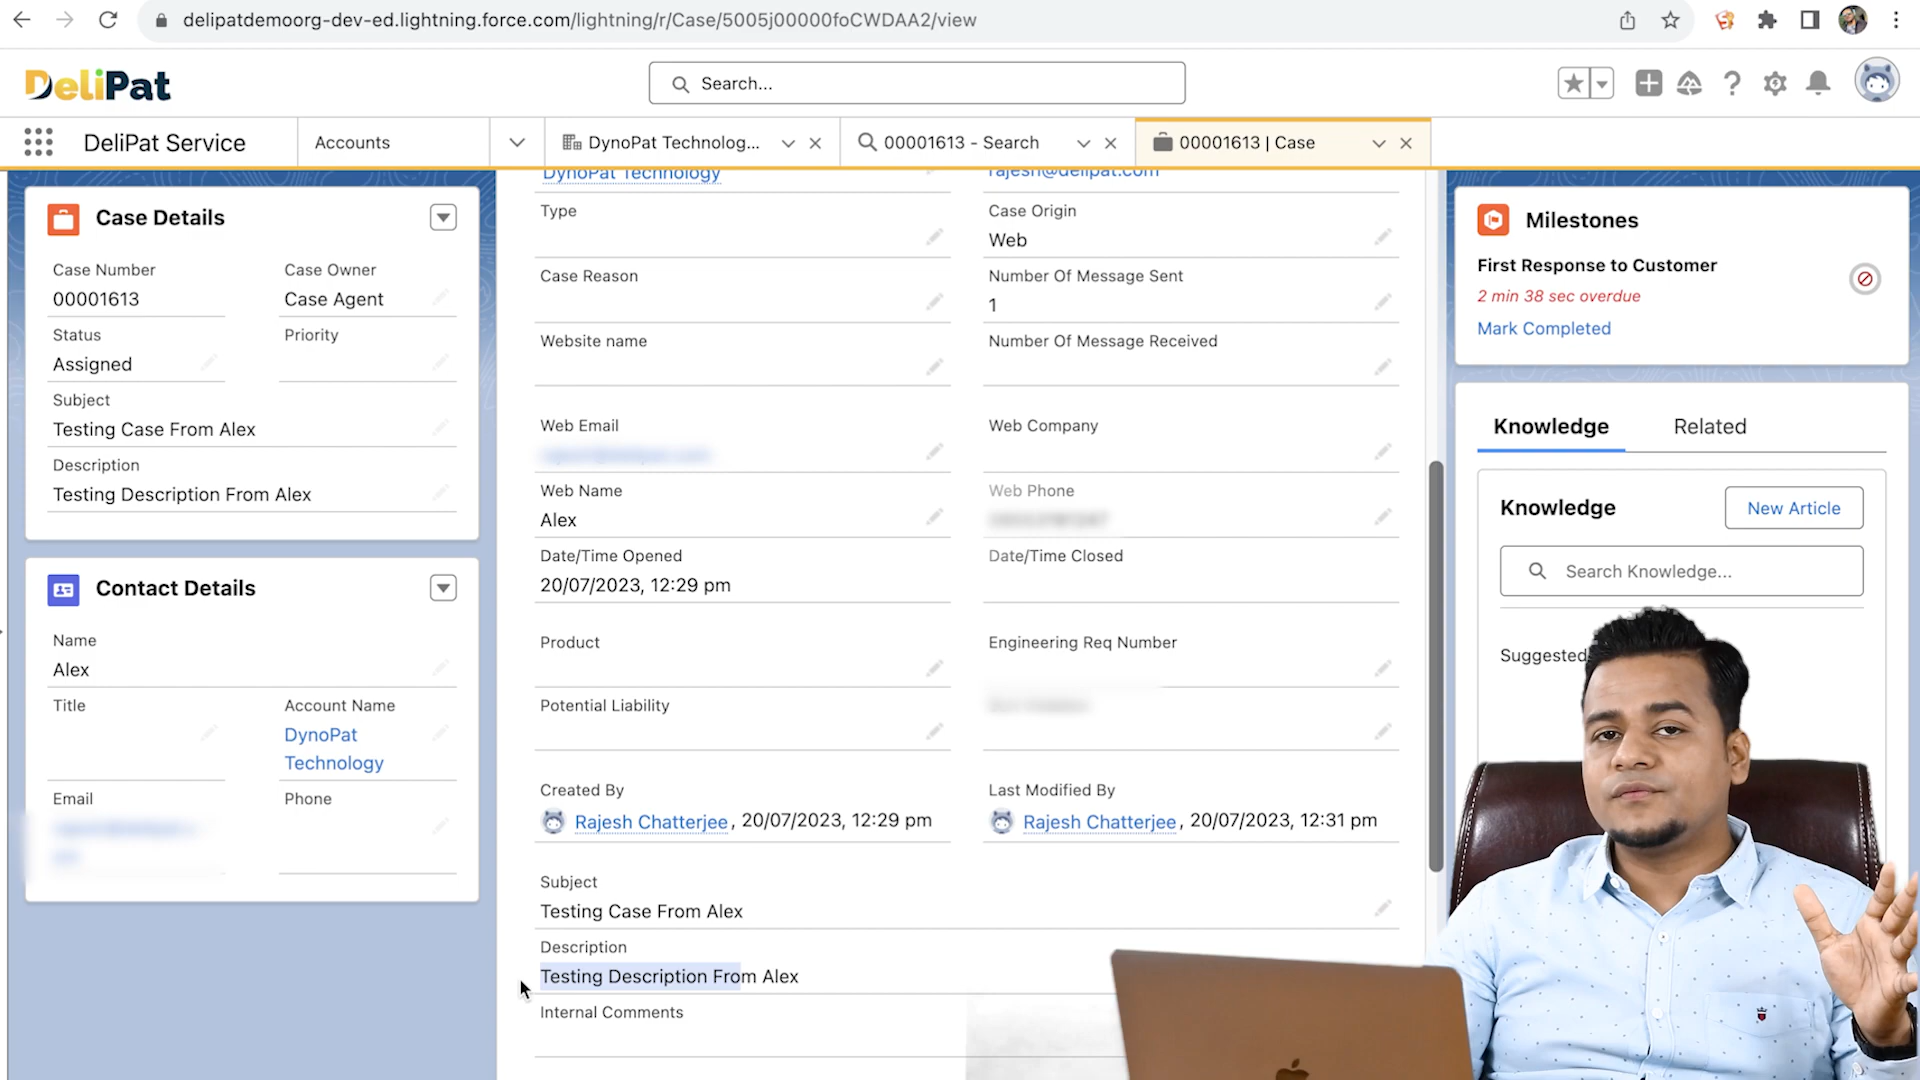 delipatdemoorg-dev-ed.lightning.force.com/lightning/r/Case/5005j00000foCWDAA2/view
DeliPat
Search...
DeliPat Service
Accounts
DynoPat Technolog...
00001613 - Search
00001613 | Case
Case Details
Case Number
00001613
Case Owner
Case Agent
Status
Assigned
Priority
Subject
Testing Case From Alex
Description
Testing Description From Alex
Contact Details
Name
Alex
Title
Account Name
DynoPat
Technology
Email
Phone
DynoPat Technology
rajesh@delipat.com
Type
Case Origin
Web
Case Reason
Number Of Message Sent
1
Website name
Number Of Message Received
Web Email
Web Company
Web Name
Alex
Web Phone
Date/Time Opened
20/07/2023, 12:29 pm
Date/Time Closed
Product
Engineering Req Number
Potential Liability
Created By
Rajesh Chatterjee, 20/07/2023, 12:29 pm
Last Modified By
Rajesh Chatterjee, 20/07/2023, 12:31 pm
Subject
Testing Case From Alex
Description
Testing Description From Alex
Internal Comments
Milestones
First Response to Customer
2 min 38 sec overdue
Mark Completed
Knowledge
Related
Knowledge
New Article
Search Knowledge...
Suggested